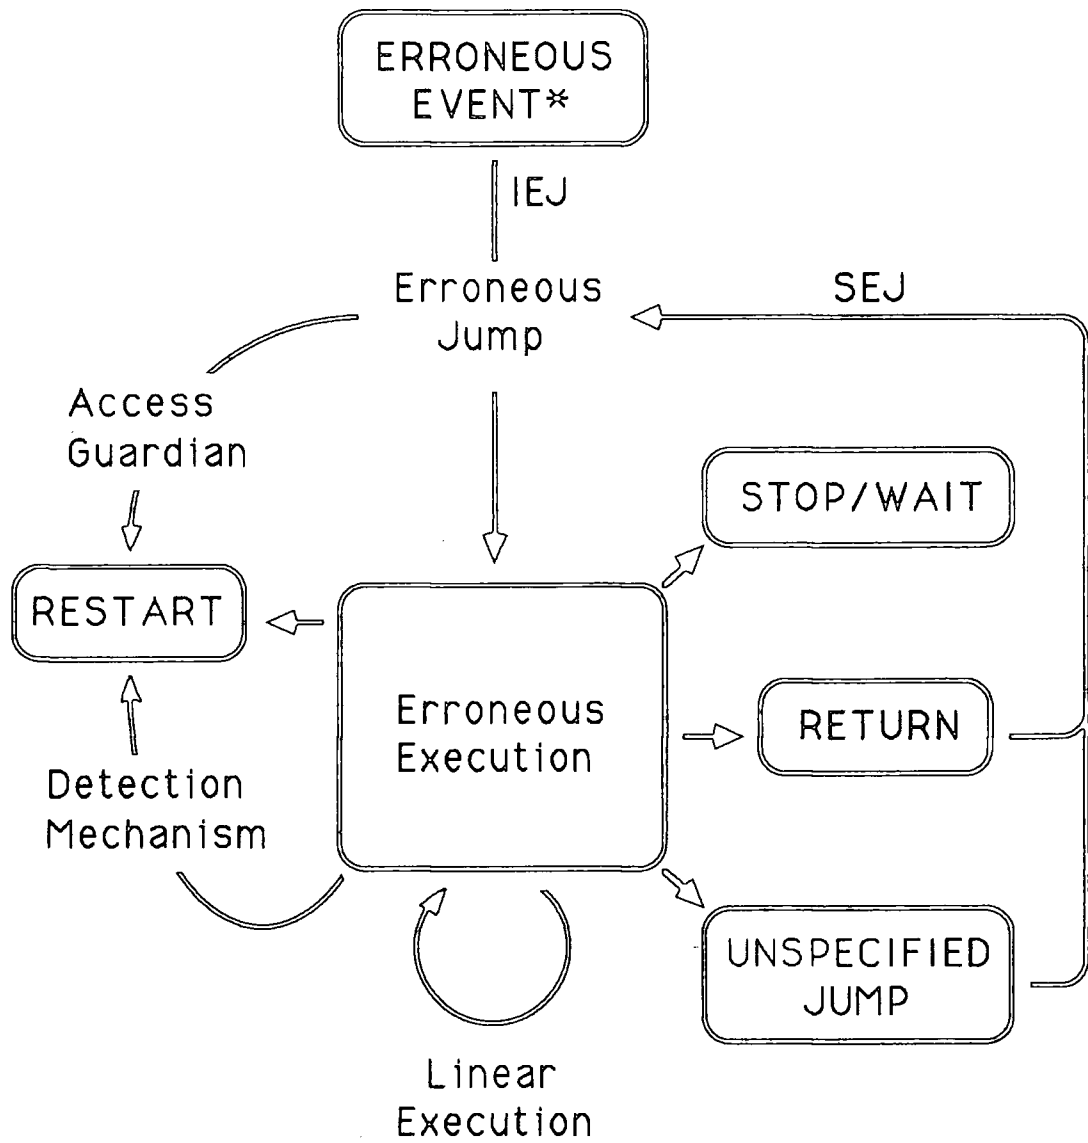 ERRONEOUS
EVENT*
IEJ
Erroneous
Jump
SEJ
Access
Guardian
STOP/WAIT
RESTART
Erroneous
Execution
RETURN
Detection
Mechanism
UNSPECIFIED
JUMP
Linear
Execution